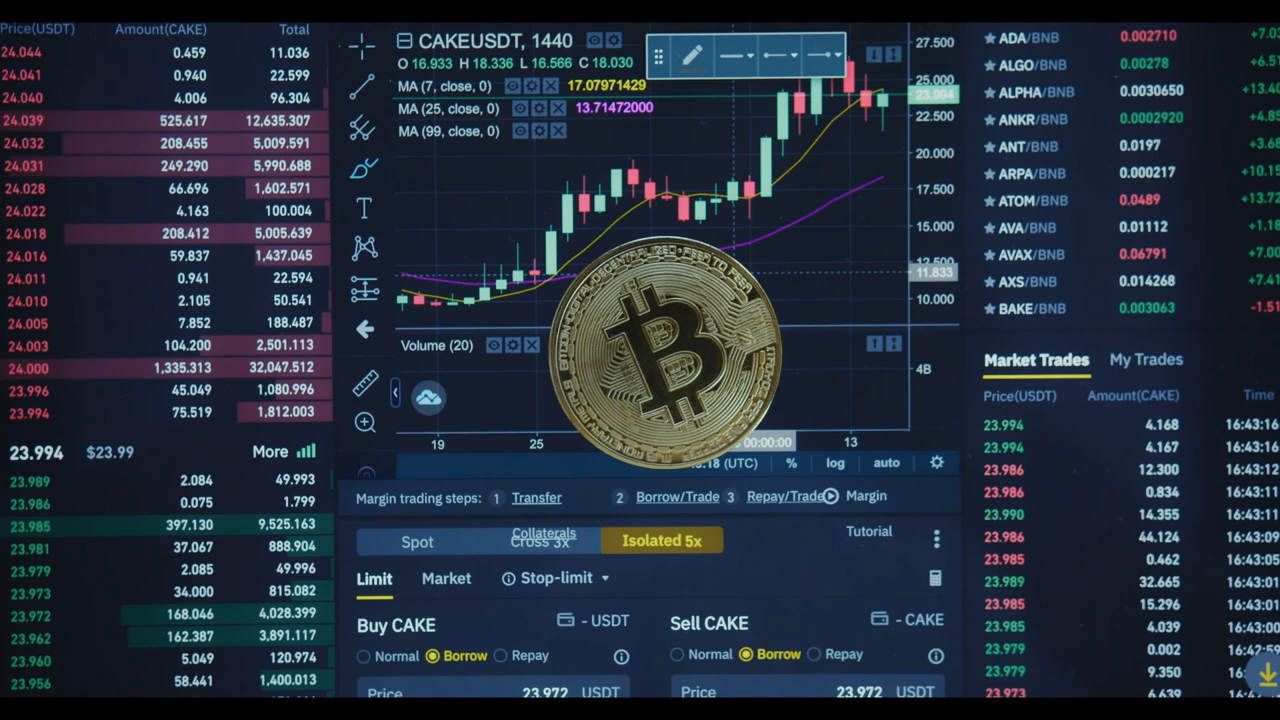 Price(USDT) Amount(CAKE) Total
24.044 0.459 11.036
24.041 0.940 22.599
24.040 4.006 96.304
24.039 525.617 12,635.307
24.032 208.455 5,009.591
24.031 249.290 5,990.688
24.028 66.696 1,602.571
24.022 4.163 100.004
24.018 208.412 5,005.639
24.016 59.837 1,437.045
24.011 0.941 22.594
24.010 2.105 50.541
24.005 7.852 188.487
24.003 104.200 2,501.113
24.000 1,335.313 32,047.512
23.996 45.049 1,080.996
23.994 75.519 1,812.003
23.994 $23.99 More
23.989 2.084 49.993
23.986 0.075 1.799
23.985 397.130 9,525.163
23.981 37.067 888.904
23.979 2.085 49.996
23.973 34.000 815.082
23.972 168.046 4,028.399
23.962 162.387 3,891.117
23.960 5.049 120.974
23.956 58.441 1,400.013
CAKEUSDT, 1440
O 16.933 H 18.336 L 16.566 C 18.030
MA (7, close, 0) 17.07971429
MA (25, close, 0) 13.71472000
MA (99, close, 0)
27.500
25.000
23.994
22.500
20.000
17.500
15.000
12.500
11.833
10.000
Volume (20)
4B
19 25 00:00:00 13
(UTC) % log auto
Margin trading steps: 1 Transfer 2 Borrow/Trade 3 Repay/Trade Margin
Collaterals Tutorial
Spot Cross 3x Isolated 5x
Limit Market Stop-limit
Buy CAKE - USDT Sell CAKE - CAKE
Normal Borrow Repay Normal Borrow Repay
Price 23.972 USDT Price 23.972 USDT
ADA/BNB 0.002710
ALGO/BNB 0.00278
ALPHA/BNB 0.0030650
ANKR/BNB 0.0002920
ANT/BNB 0.0197
ARPA/BNB 0.000217
ATOM/BNB 0.0489
AVA/BNB 0.01112
AVAX/BNB 0.06791
AXS/BNB 0.014268
BAKE/BNB 0.003063
Market Trades My Trades
Price(USDT) Amount(CAKE) Time
23.994 4.168 16:43:16
23.994 4.167 16:43:16
23.986 12.300 16:43:12
23.986 0.834 16:43:11
23.990 14.355 16:43:11
23.986 44.124 16:43:09
23.985 0.462 16:43:01
23.989 32.665 16:43:01
23.985 15.296 16:43:01
23.985 4.039 16:43:00
23.979 0.002 16:42:59
23.979 9.350
23.973 6.639